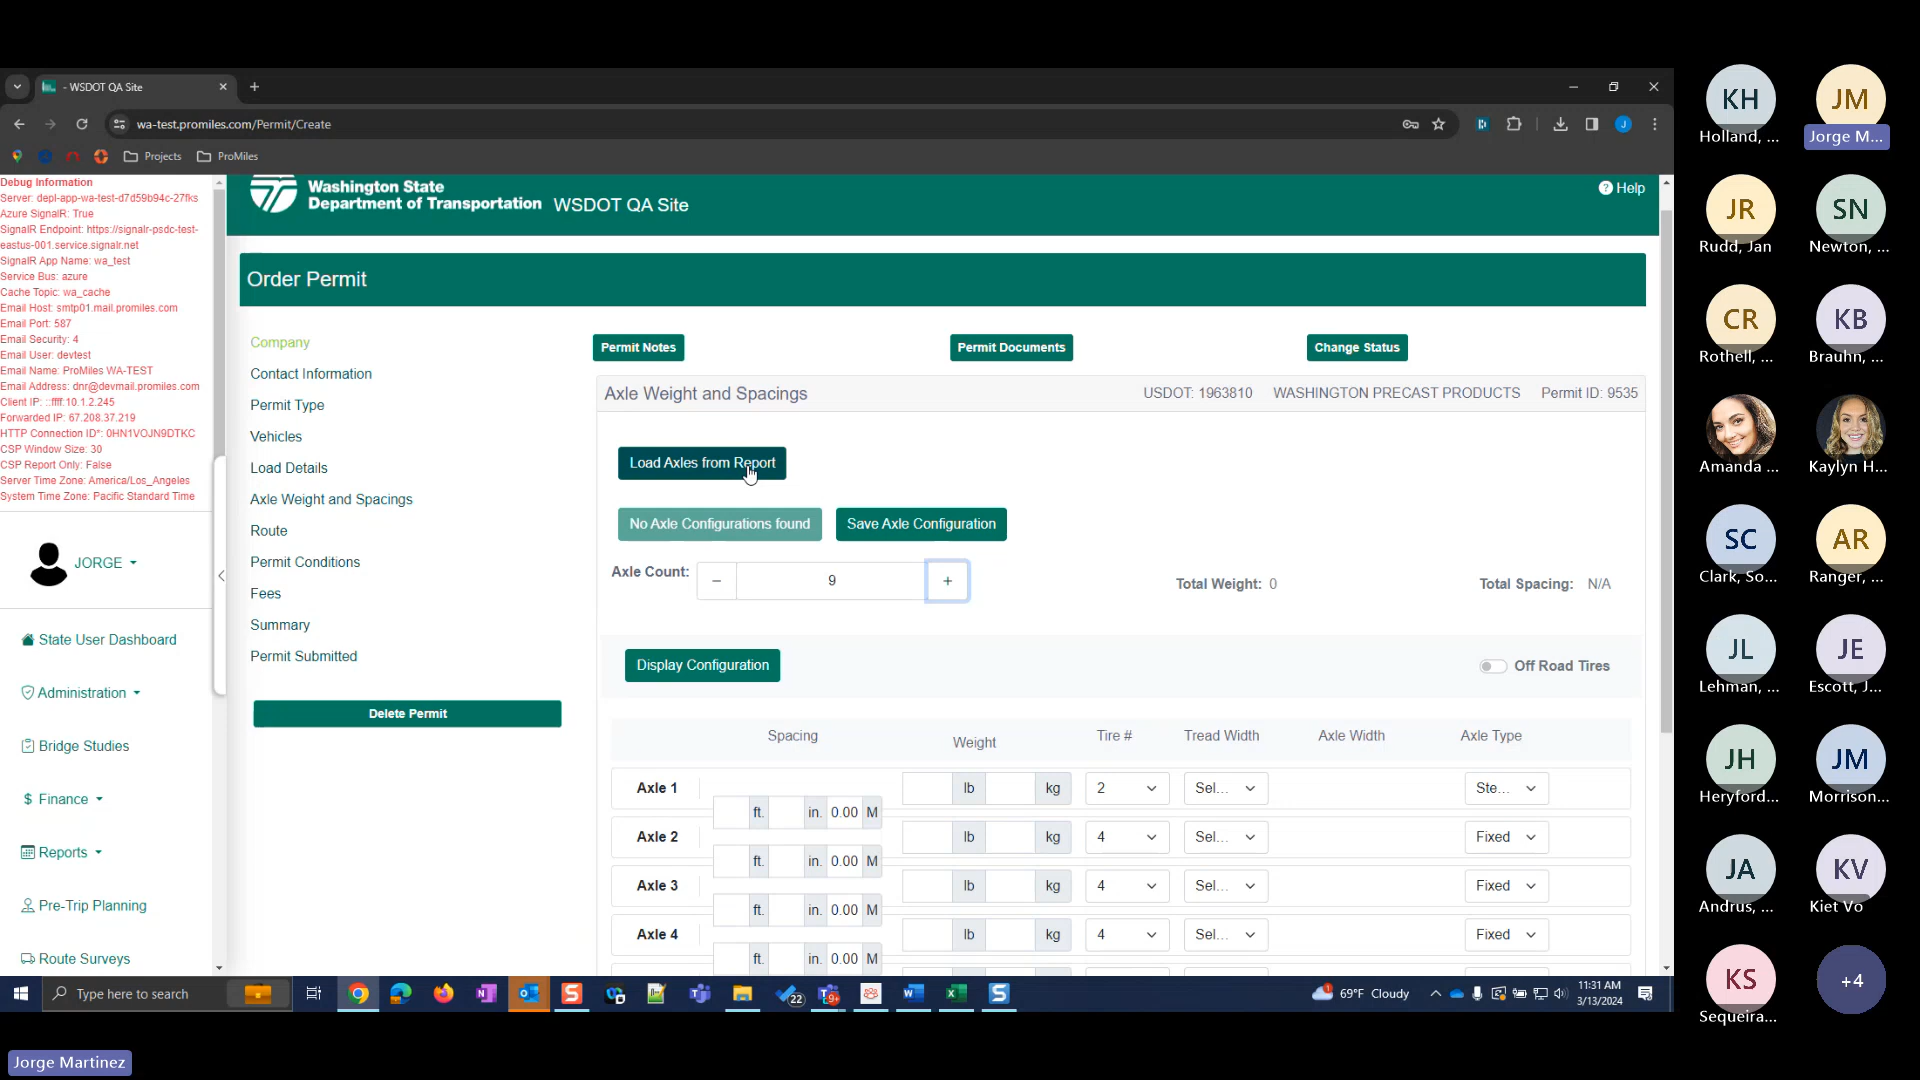 - WSDOT QA Site
wa-test.promiles.com/Permit/Create
Projects
ProMiles
Debug Information
Server: depl-app-wa-test-d7d59b94c-27fks
Azure SignalR: True
SignalR Endpoint: https://signalr-psdc-test-
eastus-001.service.signalr.net
SignalR App Name: wa_test
Service Bus: azure
Cache Topic: wa_cache
Email Host: smtp01.mail.promiles.com
Email Port: 587
Email Security: 4
Email User: devtest
Email Name: ProMiles WA-TEST
Email Address: dnr@devmail.promiles.com
Client IP: ::ffff:10.1.2.245
Forwarded IP: 67.208.37.219
HTTP Connection ID*: 0HN1VOJN9DTKC
CSP Window Size: 30
CSP Report Only: False
Server Time Zone: America/Los_Angeles
System Time Zone: Pacific Standard Time
JORGE
State User Dashboard
Administration
Bridge Studies
$ Finance
Reports
Pre-Trip Planning
Route Surveys
Washington State
Department of Transportation
WSDOT QA Site
Help
Order Permit
Company
Contact Information
Permit Type
Vehicles
Load Details
Axle Weight and Spacings
Route
Permit Conditions
Fees
Summary
Permit Submitted
Delete Permit
Permit Notes
Permit Documents
Change Status
Axle Weight and Spacings
USDOT: 1963810
WASHINGTON PRECAST PRODUCTS
Permit ID: 9535
Load Axles from Report
No Axle Configurations found
Save Axle Configuration
Axle Count:
− 9 +
Total Weight: 0
Total Spacing: N/A
Display Configuration
Off Road Tires
Spacing Weight Tire # Tread Width Axle Width Axle Type
Axle 1 lb kg 2 Sel... Ste...
ft. in. 0.00 M
Axle 2 lb kg 4 Sel... Fixed
ft. in. 0.00 M
Axle 3 lb kg 4 Sel... Fixed
ft. in. 0.00 M
Axle 4 lb kg 4 Sel... Fixed
ft. in. 0.00 M
Type here to search
22
9+
69°F Cloudy
11:31 AM
3/13/2024
Jorge Martinez
KH
Holland, ...
JM
Jorge M...
JR
Rudd, Jan
SN
Newton, ...
CR
Rothell, ...
KB
Brauhn, ...
Amanda ...
Kaylyn H...
SC
Clark, So...
AR
Ranger, ...
JL
Lehman, ...
JE
Escott, J...
JH
Heryford...
JM
Morrison...
JA
Andrus, ...
KV
Kiet Vo
KS
Sequeira...
+4